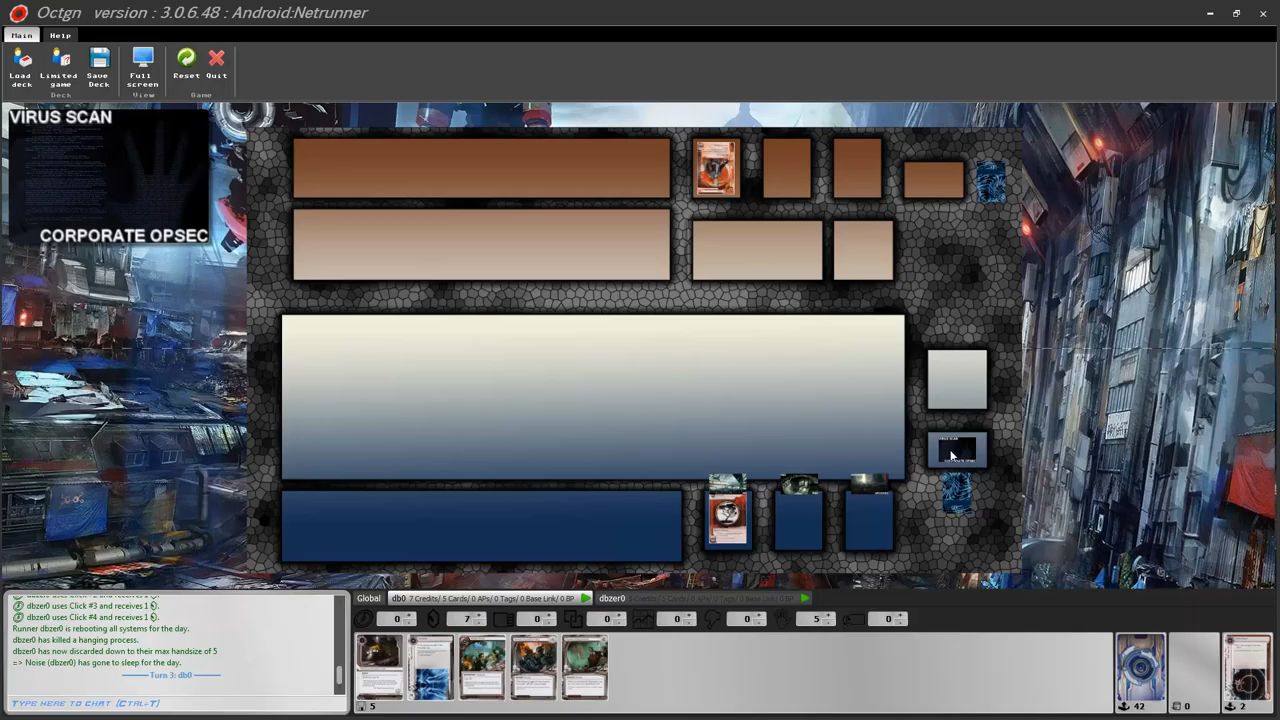 Octgn version : 3.0.6.48 : Android:Netrunner
Main Help
Load deck
Limited game
Save Deck
Full screen
Reset
Quit
Deck
View
Game
VIRUS SCAN
CORPORATE OPSEC
dbzer0 uses Click #3 and receives 1
dbzer0 uses Click #4 and receives 1
Runner dbzer0 is rebooting all systems for the day.
dbzer0 has killed a hanging process.
dbzer0 has now discarded down to their max handsize of 5
=> Noise (dbzer0) has gone to sleep for the day.
Turn 3: db0
Type here to chat (Ctrl+T)
Global
db0 7 Credits/ 5 Cards/ 0 APs/ 0 Tags/ 0 Base Link/ 0 BP
dbzer0
0 7 0 0 0 0 5 0
5
42
0
2